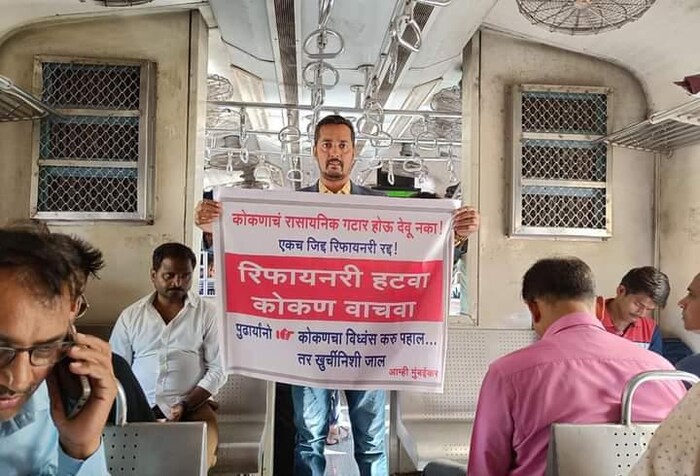 कोकणाचं रासायनिक गटार होऊ देवू नका!
एकच जिद्द रिफायनरी रद्द!
रिफायनरी हटवा
कोकण वाचवा
पुढार्यांनो कोकणचा विध्वंस करु पहाल...
तर खुर्चीनिशी जाल
आम्ही मुंबईकर